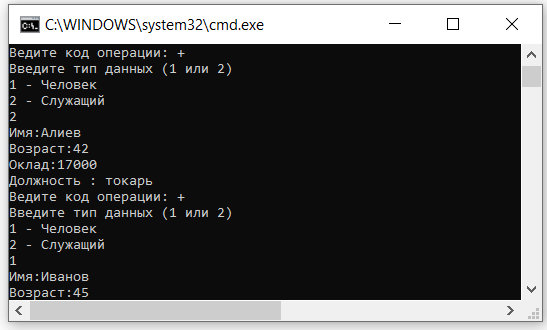 C:\WINDOWS\system32\cmd.exe
Ведите код операции: +
Введите тип данных (1 или 2)
1 - Человек
2 - Служащий
2
Имя:Алиев
Возраст:42
Оклад:17000
Должность : токарь
Ведите код операции: +
Введите тип данных (1 или 2)
1 - Человек
2 - Служащий
1
Имя:Иванов
Возраст:45